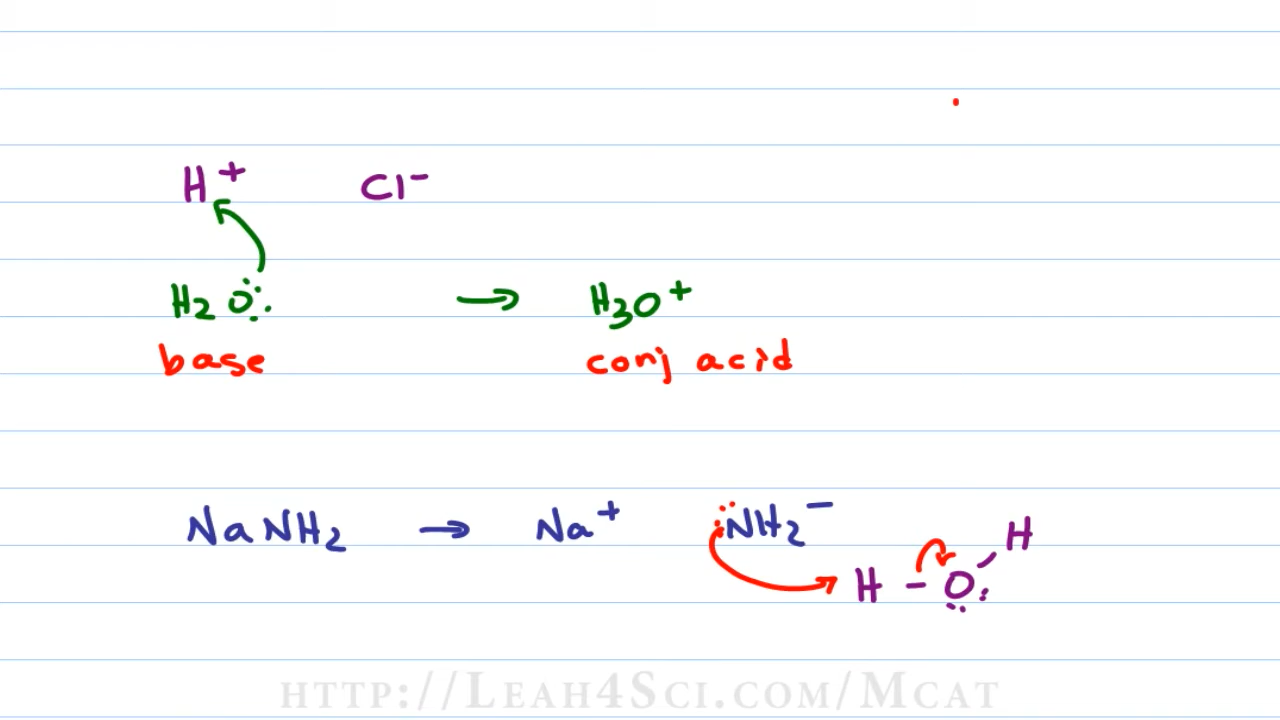 H+ Cl-
H2O: → H3O+
base conj acid
NaNH2 → Na+ :NH2-
H
H - O:
HTTP://LEAH4SCI.COM/MCAT